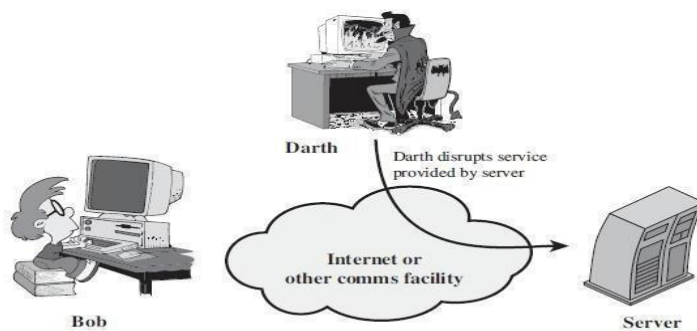 Darth
Darth disrupts service
provided by server
Internet or
other comms facility
Bob
Server